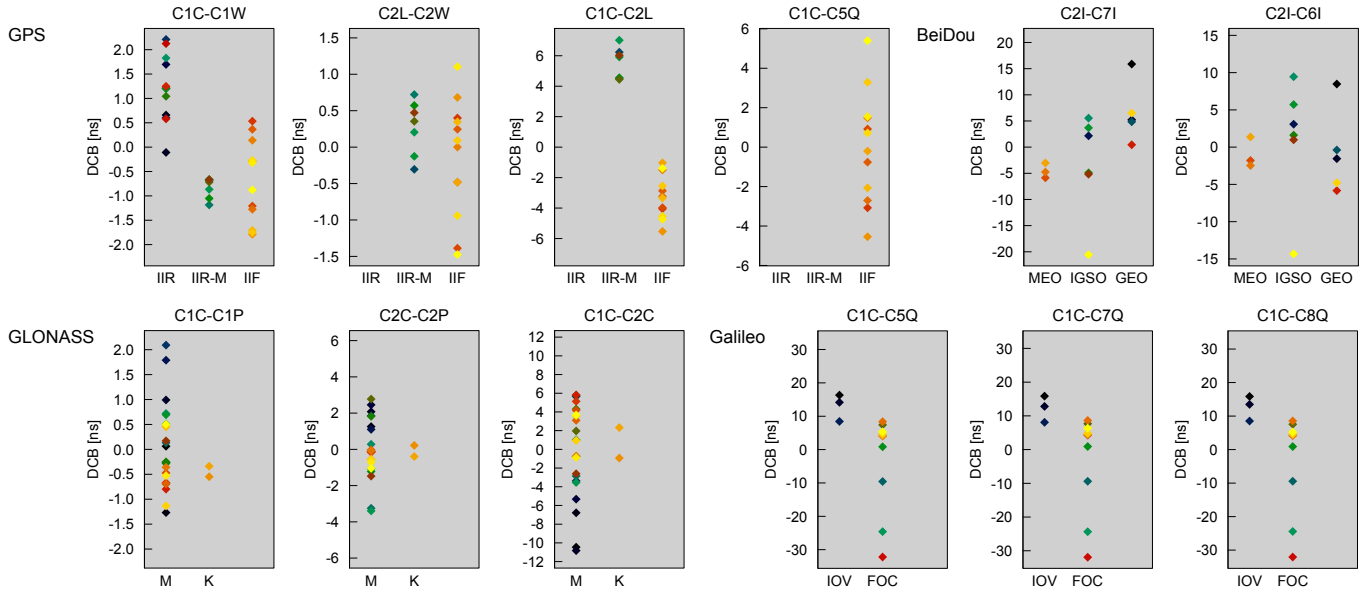 GPS
C1C-C1W
DCB [ns]
2.0
1.5
1.0
0.5
0.0
-0.5
-1.0
-1.5
-2.0
IIR IIR-M IIF
C2L-C2W
DCB [ns]
1.5
1.0
0.5
0.0
-0.5
-1.0
-1.5
IIR IIR-M IIF
C1C-C2L
DCB [ns]
6
4
2
0
-2
-4
-6
IIR IIR-M IIF
C1C-C5Q
DCB [ns]
6
4
2
0
-2
-4
-6
IIR IIR-M IIF
BeiDou
C2I-C7I
DCB [ns]
20
15
10
5
0
-5
-10
-15
-20
MEO IGSO GEO
C2I-C6I
DCB [ns]
15
10
5
0
-5
-10
-15
MEO IGSO GEO
GLONASS
C1C-C1P
DCB [ns]
2.0
1.5
1.0
0.5
0.0
-0.5
-1.0
-1.5
-2.0
M K
C2C-C2P
DCB [ns]
6
4
2
0
-2
-4
-6
M K
C1C-C2C
DCB [ns]
12
10
8
6
4
2
0
-2
-4
-6
-8
-10
-12
M K
Galileo
C1C-C5Q
DCB [ns]
30
20
10
0
-10
-20
-30
IOV FOC
C1C-C7Q
DCB [ns]
30
20
10
0
-10
-20
-30
IOV FOC
C1C-C8Q
DCB [ns]
30
20
10
0
-10
-20
-30
IOV FOC